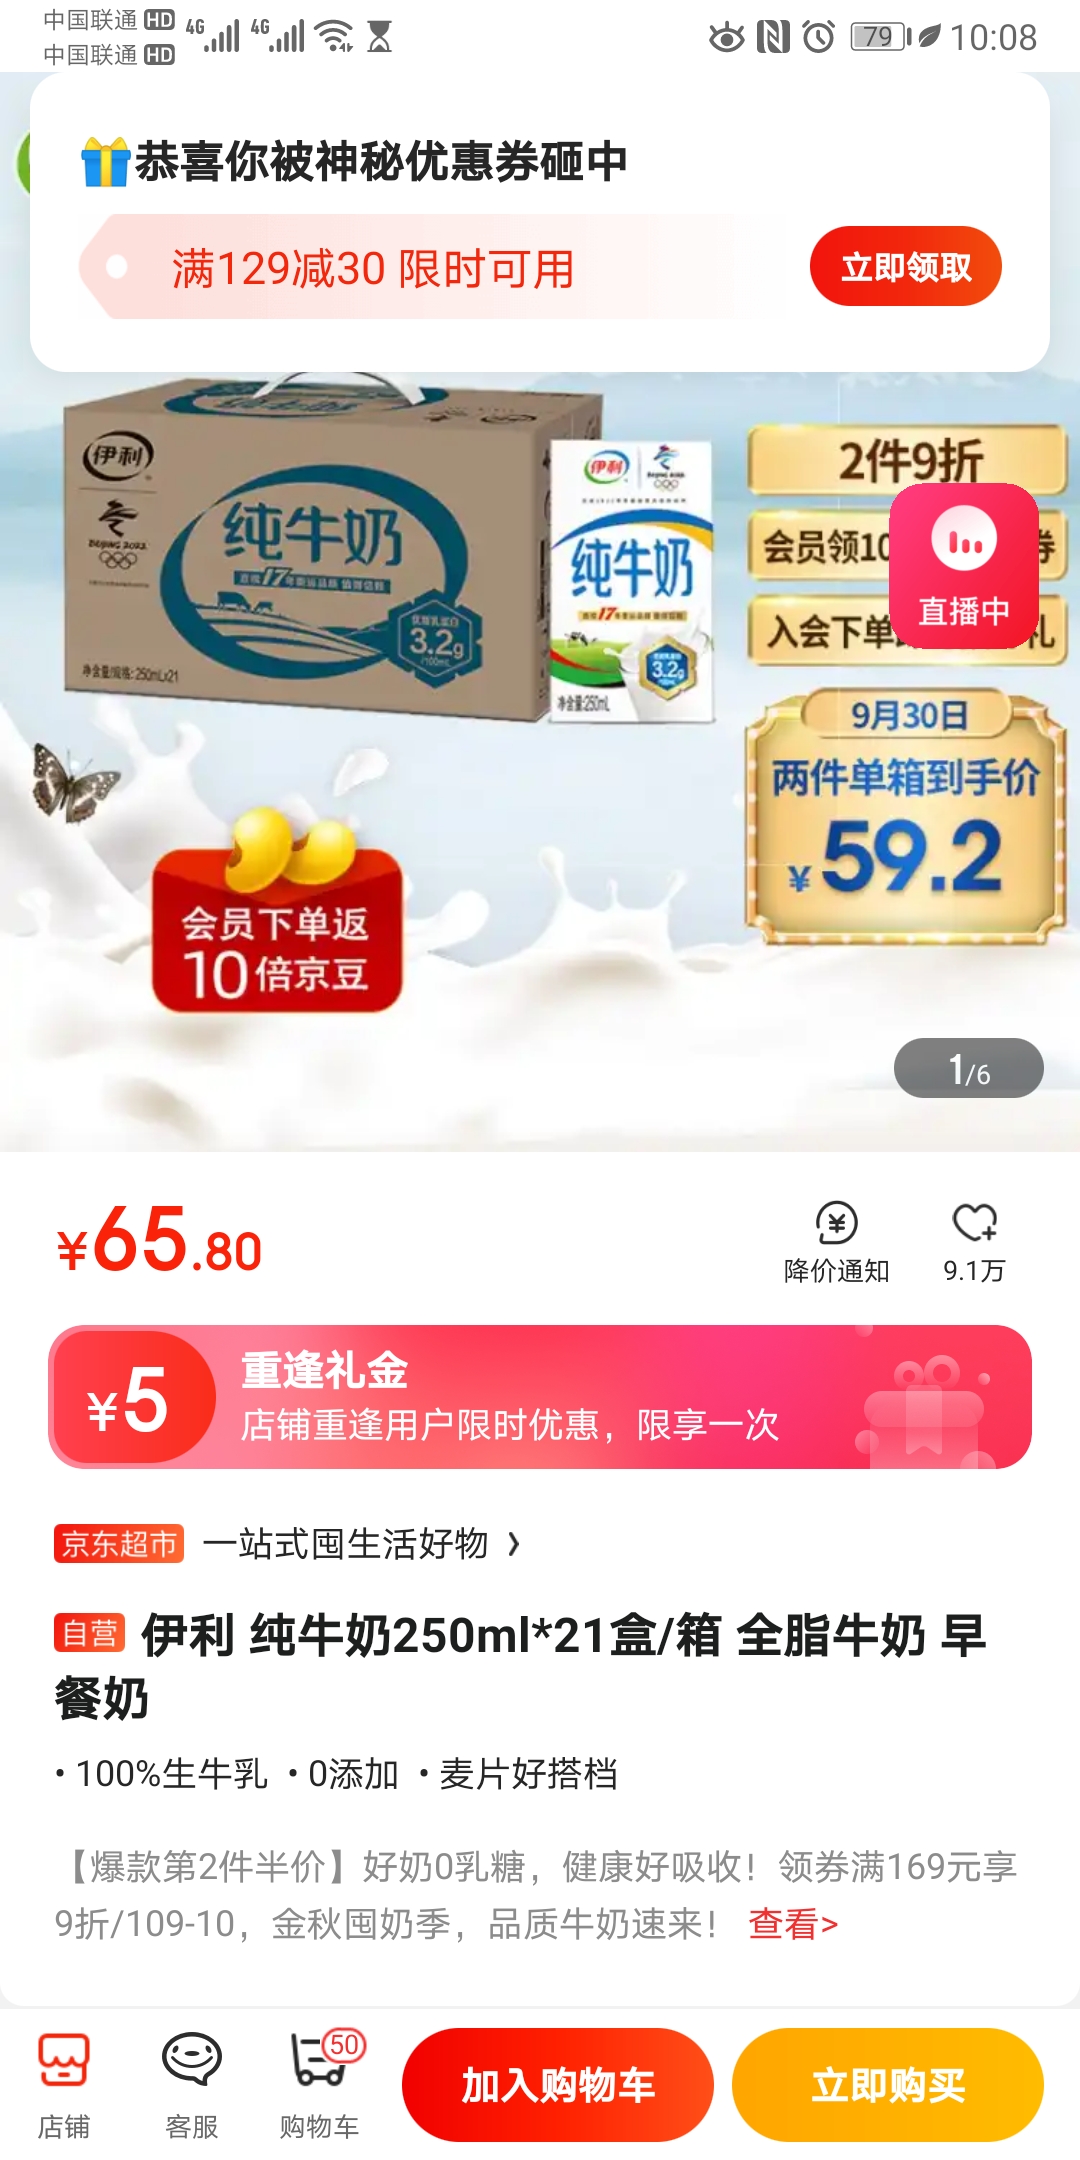 中国联通 HD 4G 4G 79 10:08
中国联通 HD
恭喜你被神秘优惠券砸中
满129减30 限时可用
立即领取
伊利
BEIJING 2022
纯牛奶
3.2g
净含量/规格:250mLx21
伊利
纯牛奶
3.2g
净含量:250mL
2件9折
会员领10
券
入会下单
礼
直播中
9月30日
两件单箱到手价
¥59.2
会员下单返
10倍京豆
1/6
¥65.80
降价通知
9.1万
¥5
重逢礼金
店铺重逢用户限时优惠，限享一次
京东超市 一站式囤生活好物 >
自营 伊利 纯牛奶250ml*21盒/箱 全脂牛奶 早
餐奶
• 100%生牛乳 • 0添加 • 麦片好搭档
【爆款第2件半价】好奶0乳糖，健康好吸收！领券满169元享
9折/109-10，金秋囤奶季，品质牛奶速来！ 查看>
店铺
客服
50
购物车
加入购物车
立即购买